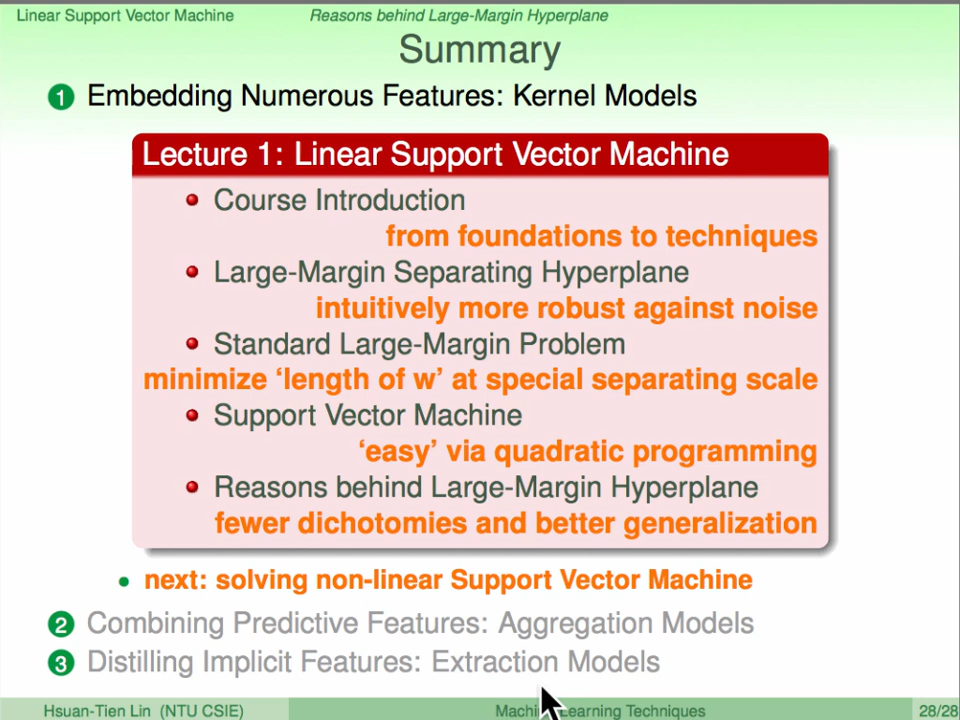 Linear Support Vector Machine Reasons behind Large-Margin Hyperplane
Summary
1 Embedding Numerous Features: Kernel Models
Lecture 1: Linear Support Vector Machine
Course Introduction
from foundations to techniques
Large-Margin Separating Hyperplane
intuitively more robust against noise
Standard Large-Margin Problem
minimize ‘length of w’ at special separating scale
Support Vector Machine
‘easy’ via quadratic programming
Reasons behind Large-Margin Hyperplane
fewer dichotomies and better generalization
• next: solving non-linear Support Vector Machine
2 Combining Predictive Features: Aggregation Models
3 Distilling Implicit Features: Extraction Models
Hsuan-Tien Lin (NTU CSIE) Machine Learning Techniques 28/28